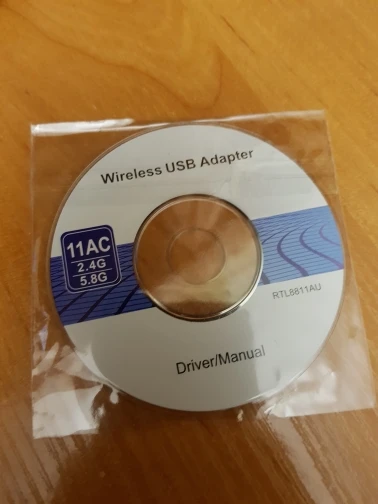 Wireless USB Adapter
11AC
2.4G
5.8G
RTL8811AU
Driver/Manual